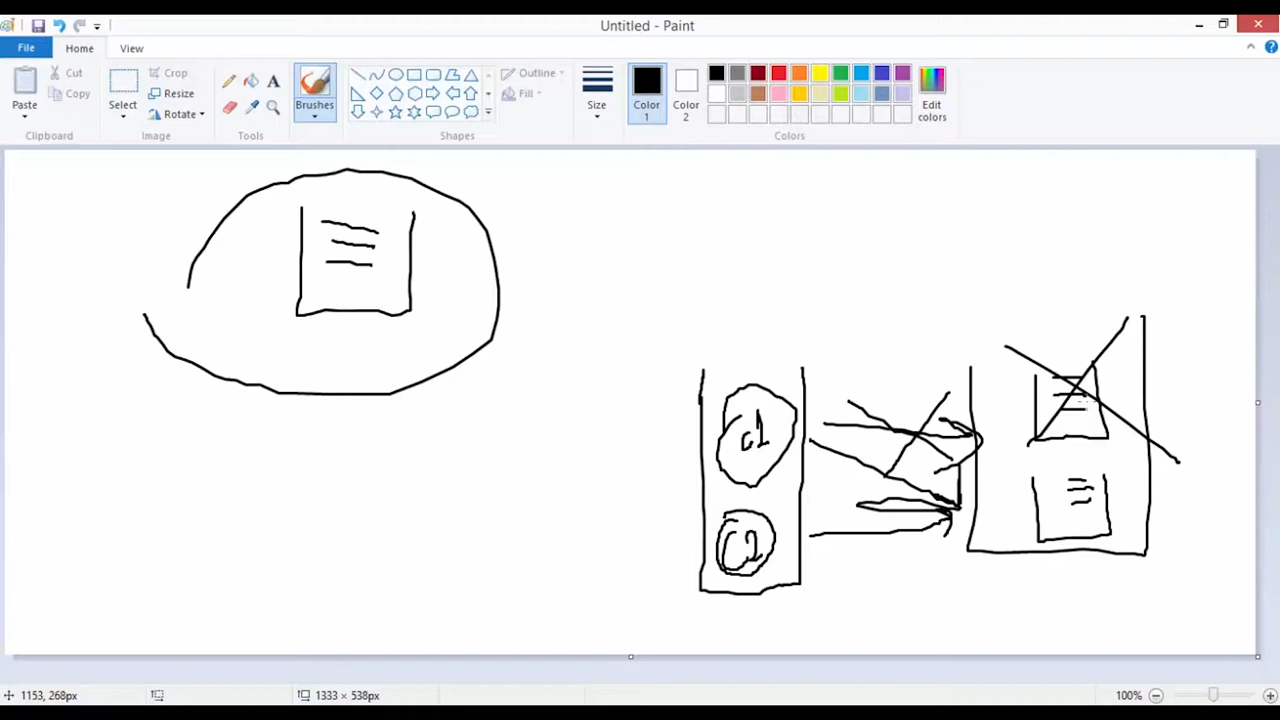 Untitled - Paint
File
Home
View
Paste
Cut
Copy
Clipboard
Select
Crop
Resize
Rotate
Image
Tools
Brushes
Shapes
Outline
Fill
Size
Color 1
Color 2
Edit colors
Colors
C1
C2
1153, 268px
1333 × 538px
100%